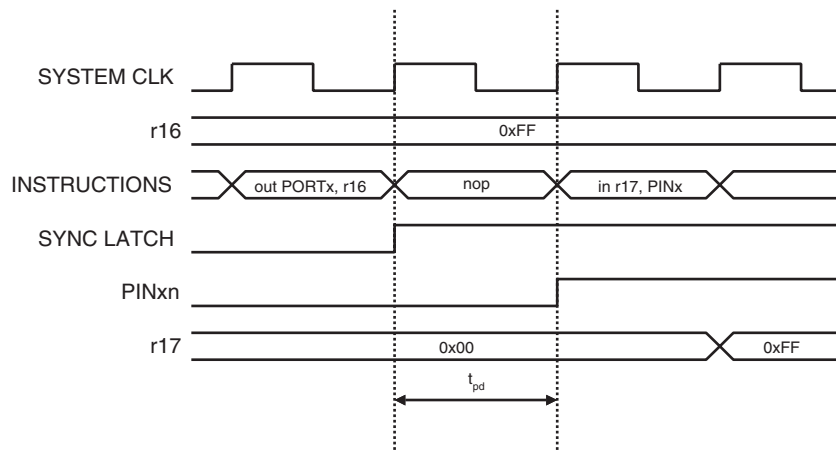 SYSTEM CLK
r16
0xFF
INSTRUCTIONS
out PORTx, r16
nop
in r17, PINx
SYNC LATCH
PINxn
r17
0x00
0xFF
tpd